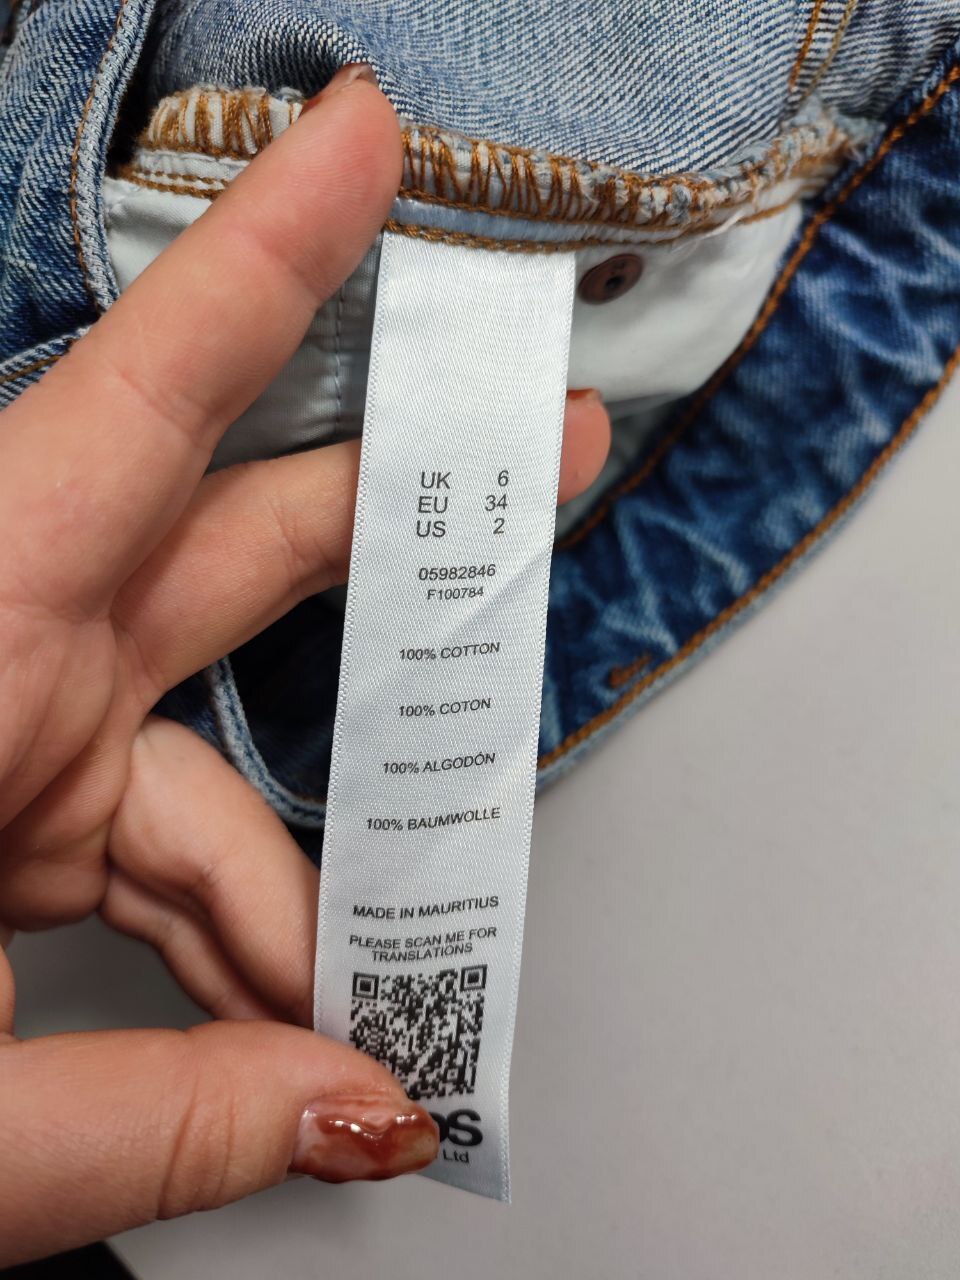 UK 6
EU 34
US 2
05982846
F100784
100% COTTON
100% COTON
100% ALGODÓN
100% BAUMWOLLE
MADE IN MAURITIUS
PLEASE SCAN ME FOR
TRANSLATIONS
Ltd